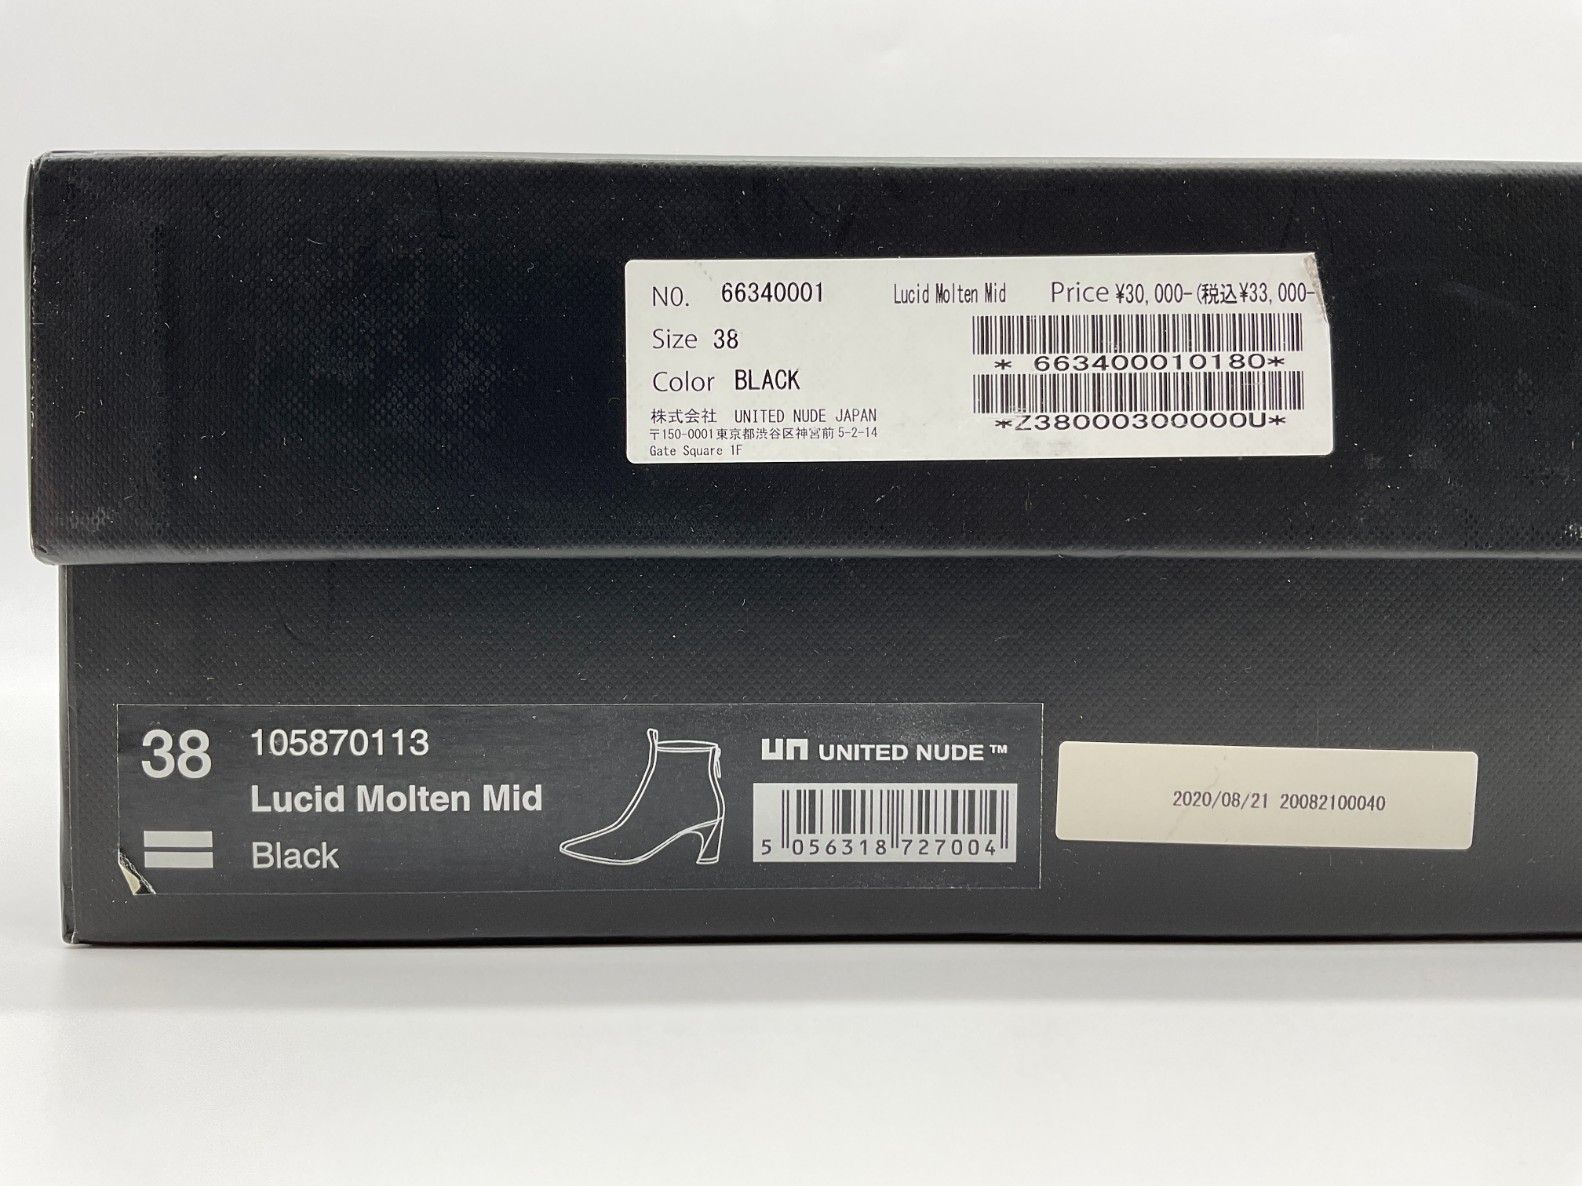 NO. 66340001 Lucid Molten Mid Price ¥30,000-(税込¥33,000-
Size 38
* 663400010180*
Color BLACK
*Z38000300000U*
株式会社 UNITED NUDE JAPAN
〒150-0001東京都渋谷区神宮前5-2-14
Gate Square 1F
38
105870113
Lucid Molten Mid
Black
un UNITED NUDE™
5 056318 727004
2020/08/21 20082100040